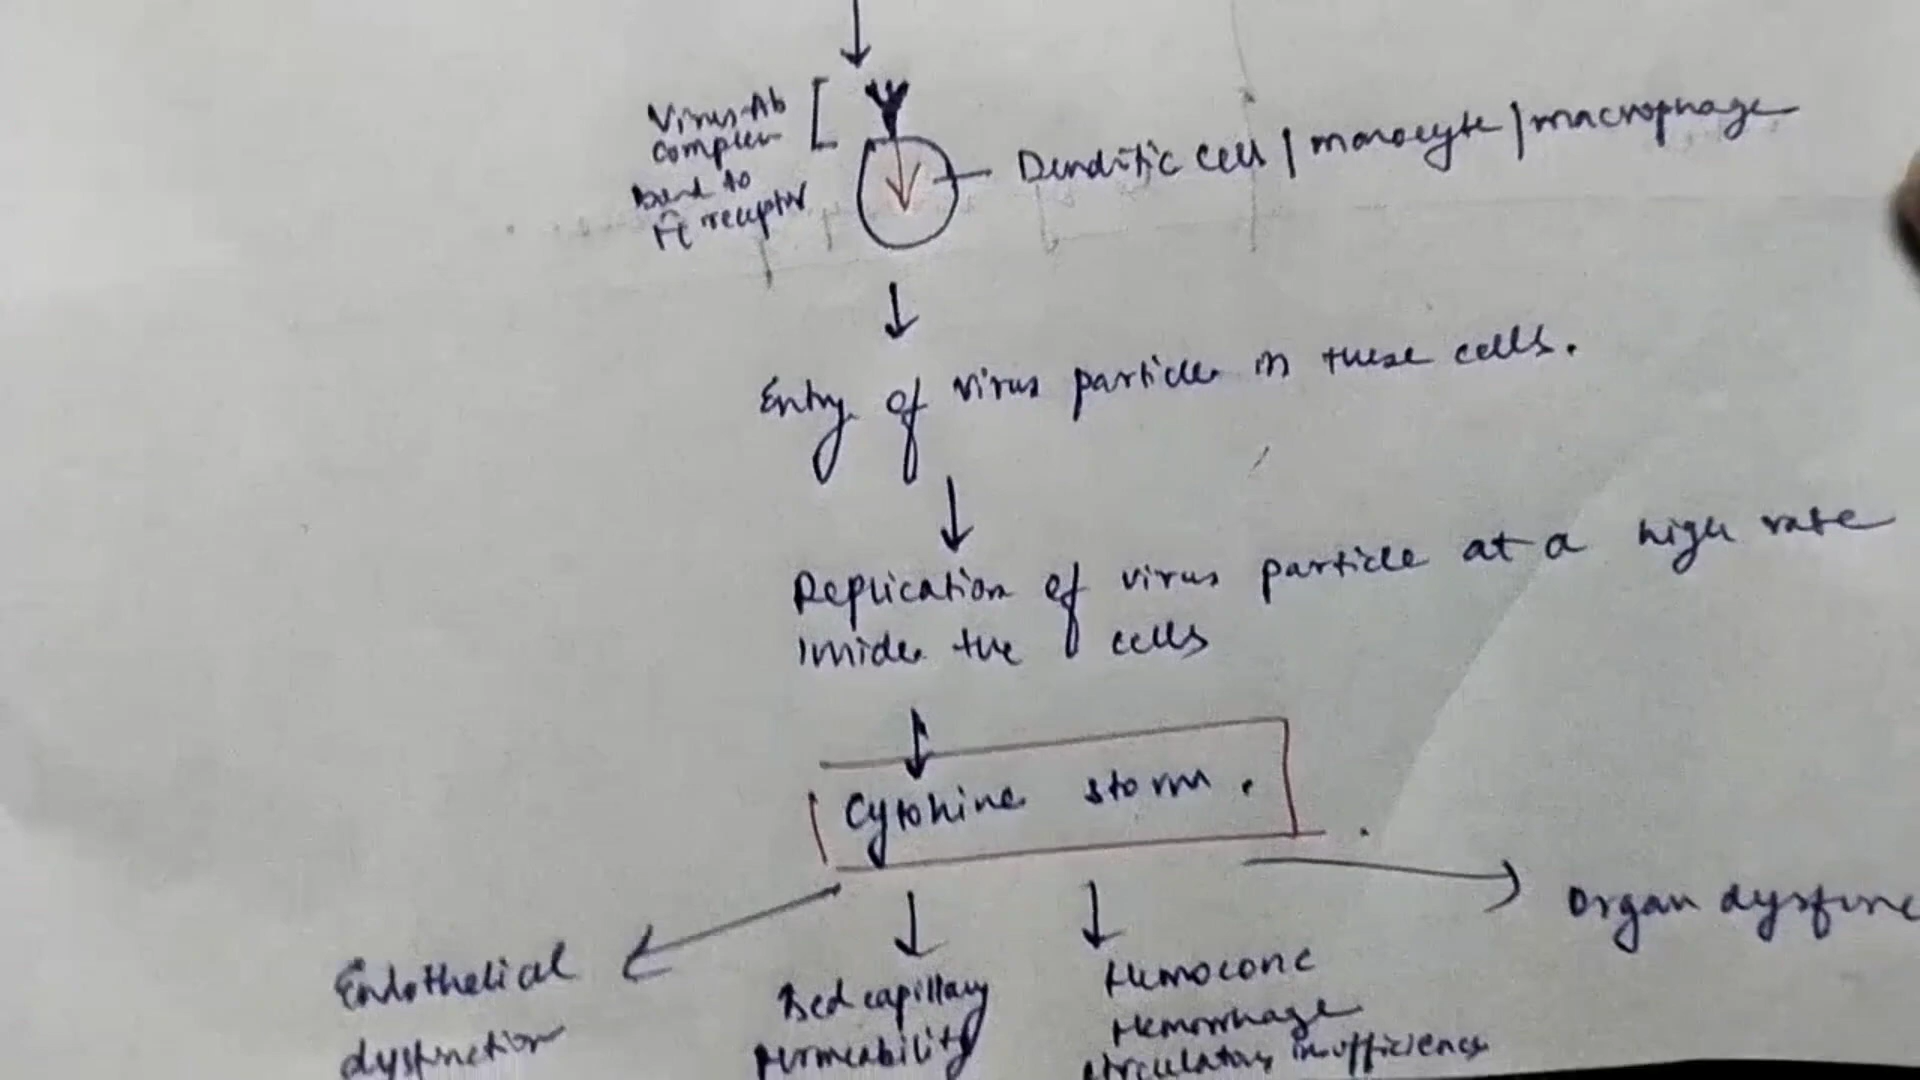 Virus-Ab
complex
bind to
Fc receptor
Dendritic cell / monocyte / macrophage
Entry of virus particle in these cells.
Replication of virus particle at a high rate
inside the cells
Cytokine storm.
Organ dysfunc
Endothelial
dysfunction
capillary
permeability
Hemoconc
Hemorrhage
circulatory insufficiency